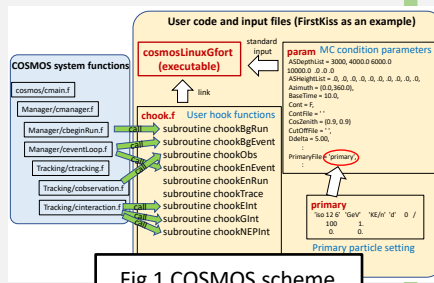 User code and input files (FirstKiss as an example)
COSMOS system functions
cosmos/cmain.f
Manager/cmanager.f
Manager/cbeginRun.f
Manager/ceventLoop.f
Tracking/ctracking.f
Tracking/cobservation.f
Tracking/cinteraction.f
call
call
call
call
call
cosmosLinuxGfort
(executable)
link
standard
input
chook.f User hook functions
subroutine chookBgRun
subroutine chookBgEvent
subroutine chookObs
subroutine chookEnEvent
subroutine chookEnRun
subroutine chookTrace
subroutine chookEInt
subroutine chookGInt
subroutine chookNEPInt
param MC condition parameters
ASDepthList = 3000, 4000.0 6000.0
10000.0 .0 .0 .0
ASHeightList = .0, .0, .0, .0, .0, .0, .0, .0, .0,
Azimuth = (0.0,360.0),
BaseTime = 10.0,
Cont = F,
ContFile = ' '
CosZenith = (0.9, 0.9)
CutOffFile = ' ',
Ddelta = 5.00,
:
PrimaryFile = 'primary',
:
primary
'iso 12 6' 'GeV' 'KE/n' 'd' 0 /
100 1.
0. 0.
Primary particle setting
Fig 1 COSMOS scheme